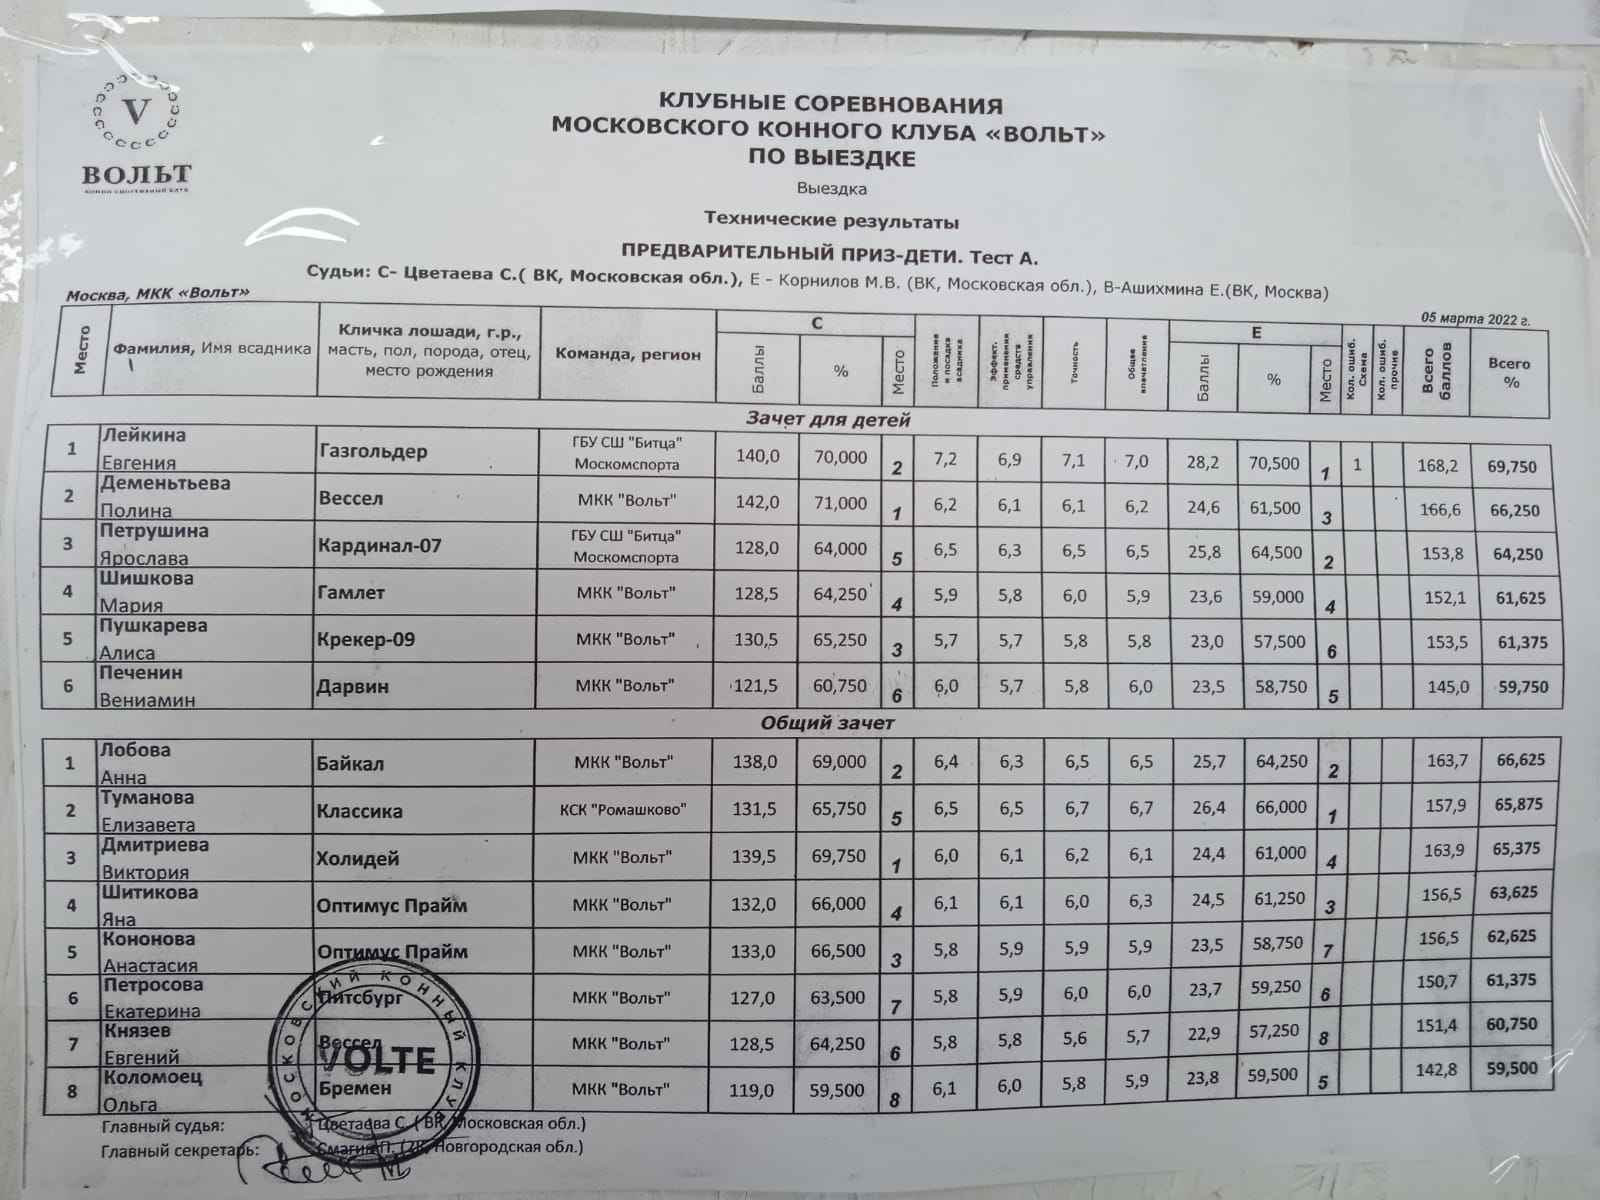 V
ВОЛЬТ
КОННО СПОРТИВНЫЙ КЛУБ
КЛУБНЫЕ СОРЕВНОВАНИЯ
МОСКОВСКОГО КОННОГО КЛУБА «ВОЛЬТ»
ПО ВЫЕЗДКЕ
Выездка
Технические результаты
ПРЕДВАРИТЕЛЬНЫЙ ПРИЗ-ДЕТИ. Тест А.
Судьи: С- Цветаева С.( ВК, Московская обл.), Е - Корнилов М.В. (ВК, Московская обл.), В-Ашихмина Е.(ВК, Москва)
Москва, МКК «Вольт» 05 марта 2022 г.
Место Фамилия, Имя всадника Кличка лошади, г.р., масть, пол, порода, отец, место рождения Команда, регион С Баллы % Место Положение и посадка всадника Эффект. применения средств управления Точность Общее впечатление Е Баллы % Место Кол. ошиб. Схема Кол. ошиб. прочие Всего баллов Всего %
Зачет для детей
1 Лейкина Евгения Газгольдер ГБУ СШ "Битца" Москомспорта 140,0 70,000 2 7,2 6,9 7,1 7,0 28,2 70,500 1 1 168,2 69,750
2 Деменьтьева Полина Вессел МКК "Вольт" 142,0 71,000 1 6,2 6,1 6,1 6,2 24,6 61,500 3 166,6 66,250
3 Петрушина Ярослава Кардинал-07 ГБУ СШ "Битца" Москомспорта 128,0 64,000 5 6,5 6,3 6,5 6,5 25,8 64,500 2 153,8 64,250
4 Шишкова Мария Гамлет МКК "Вольт" 128,5 64,250 4 5,9 5,8 6,0 5,9 23,6 59,000 4 152,1 61,625
5 Пушкарева Алиса Крекер-09 МКК "Вольт" 130,5 65,250 3 5,7 5,7 5,8 5,8 23,0 57,500 6 153,5 61,375
6 Печенин Вениамин Дарвин МКК "Вольт" 121,5 60,750 6 6,0 5,7 5,8 6,0 23,5 58,750 5 145,0 59,750
Общий зачет
1 Лобова Анна Байкал МКК "Вольт" 138,0 69,000 2 6,4 6,3 6,5 6,5 25,7 64,250 2 163,7 66,625
2 Туманова Елизавета Классика КСК "Ромашково" 131,5 65,750 5 6,5 6,5 6,7 6,7 26,4 66,000 1 157,9 65,875
3 Дмитриева Виктория Холидей МКК "Вольт" 139,5 69,750 1 6,0 6,1 6,2 6,1 24,4 61,000 4 163,9 65,375
4 Шитикова Яна Оптимус Прайм МКК "Вольт" 132,0 66,000 4 6,1 6,1 6,0 6,3 24,5 61,250 3 156,5 63,625
5 Кононова Анастасия Оптимус Прайм МКК "Вольт" 133,0 66,500 3 5,8 5,9 5,9 5,9 23,5 58,750 7 156,5 62,625
6 Петросова Екатерина Питсбург МКК "Вольт" 127,0 63,500 7 5,8 5,9 6,0 6,0 23,7 59,250 6 150,7 61,375
7 Князев Евгений Вессел МКК "Вольт" 128,5 64,250 6 5,8 5,8 5,6 5,7 22,9 57,250 8 151,4 60,750
8 Коломоец Ольга Бремен МКК "Вольт" 119,0 59,500 8 6,1 6,0 5,8 5,9 23,8 59,500 5 142,8 59,500
МОСКОВСКИЙ КОННЫЙ КЛУБ
VOLTE
Главный судья: Цветаева С. ( ВК, Московская обл.)
Главный секретарь: Смагин П. (2К, Новгородская обл.)